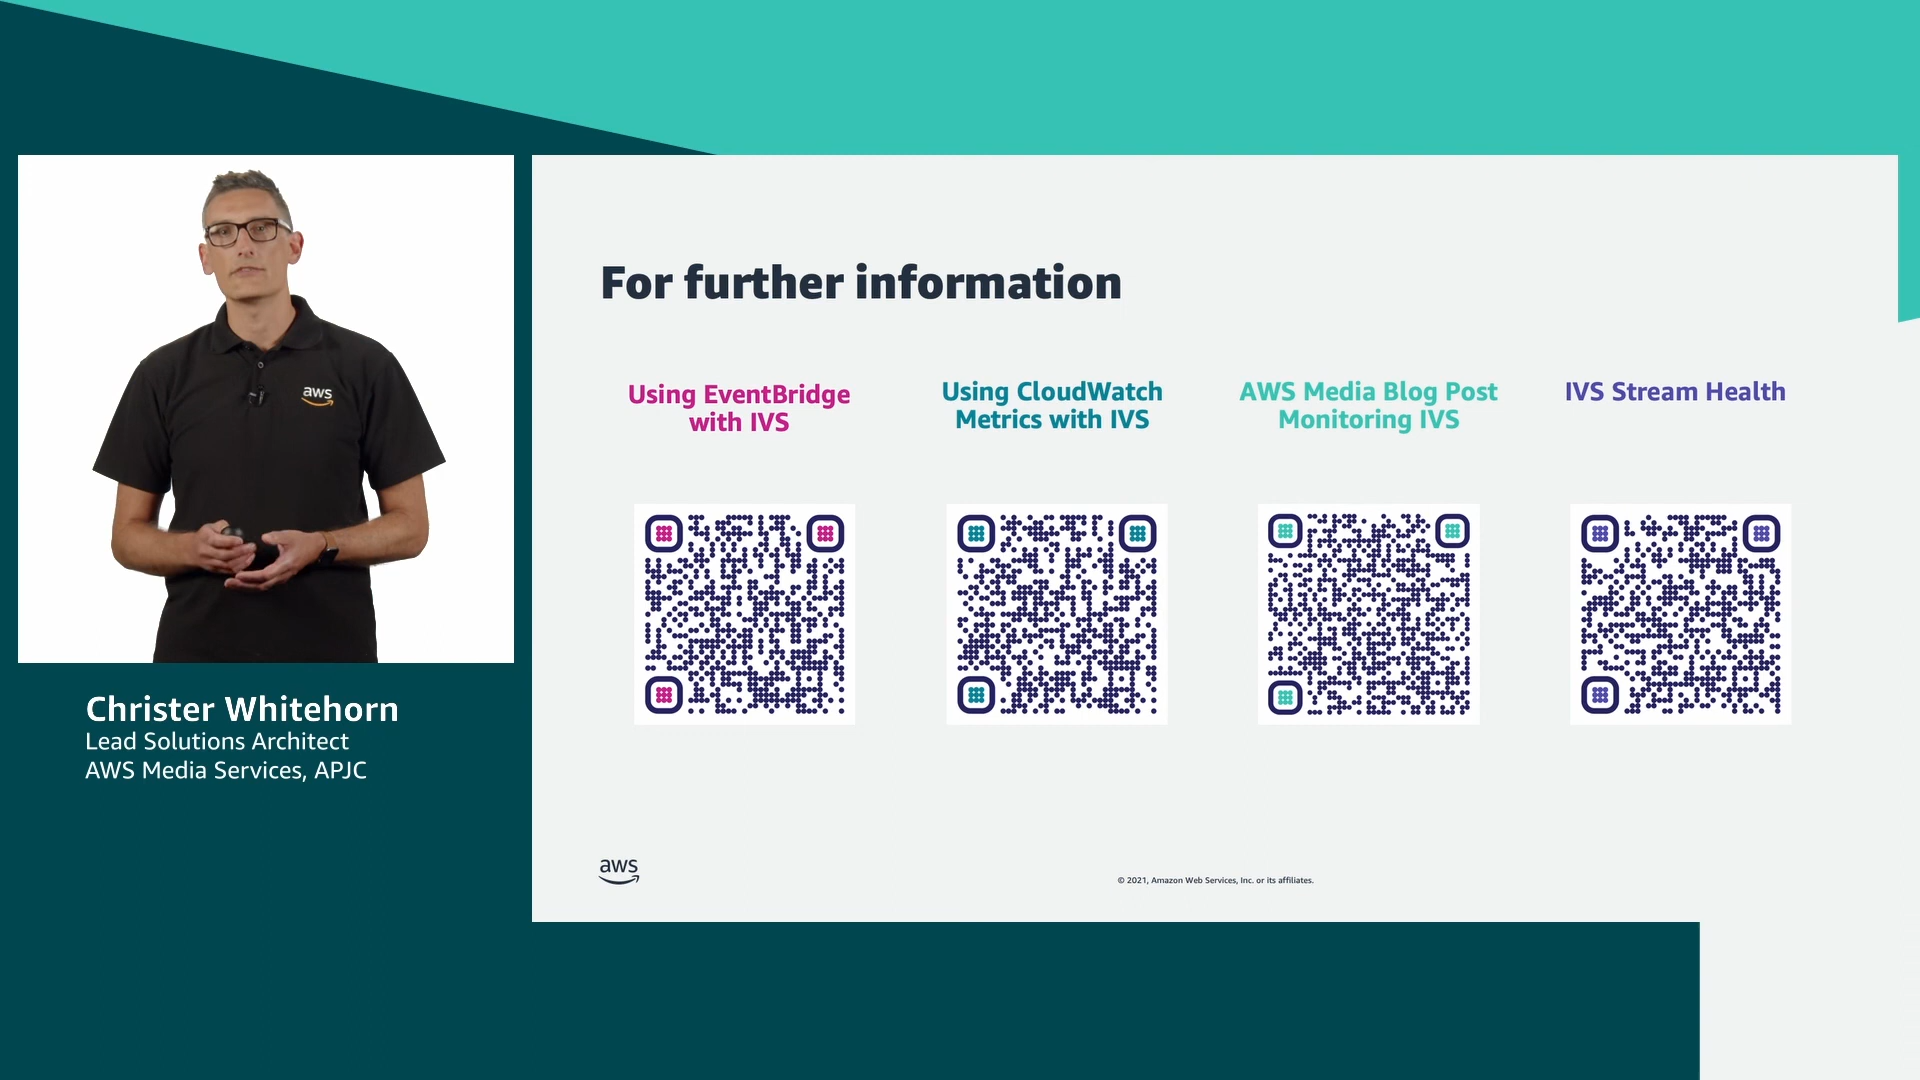 aws
Christer Whitehorn
Lead Solutions Architect
AWS Media Services, APJC
For further information
Using EventBridge
with IVS
Using CloudWatch
Metrics with IVS
AWS Media Blog Post
Monitoring IVS
IVS Stream Health
aws
© 2021, Amazon Web Services, Inc. or its affiliates.